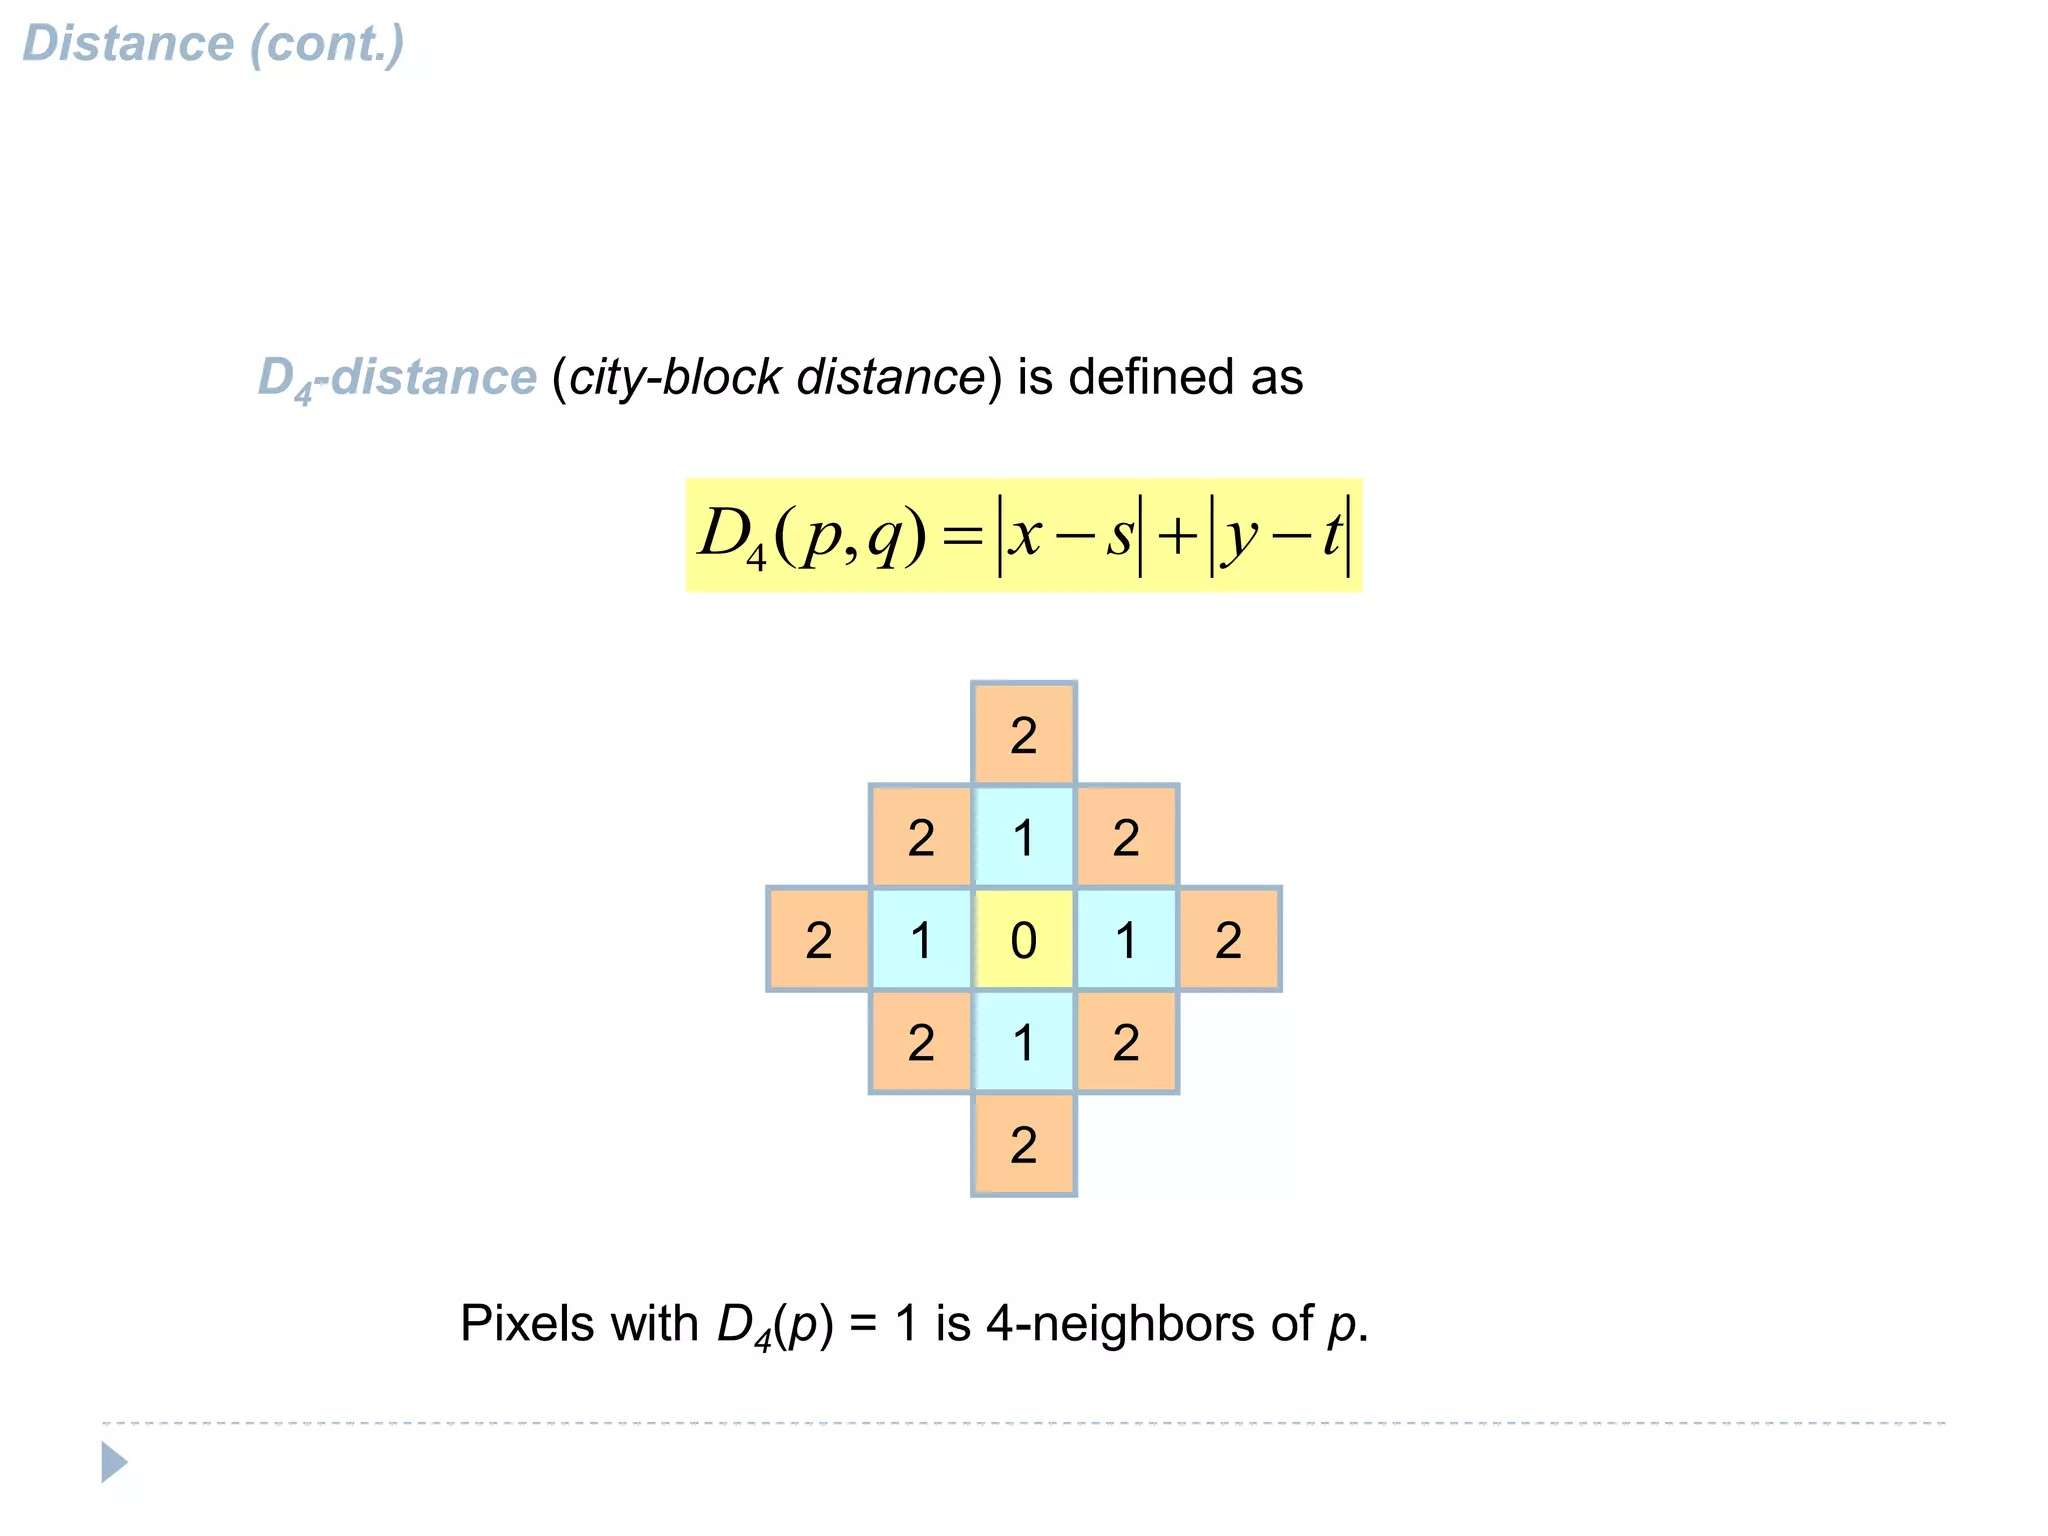 Distance (cont.)
D4-distance (city-block distance) is defined as
D4(p,q) = |x − s| + |y − t|
2
2 1 2
2 1 0 1 2
2 1 2
2
Pixels with D4(p) = 1 is 4-neighbors of p.